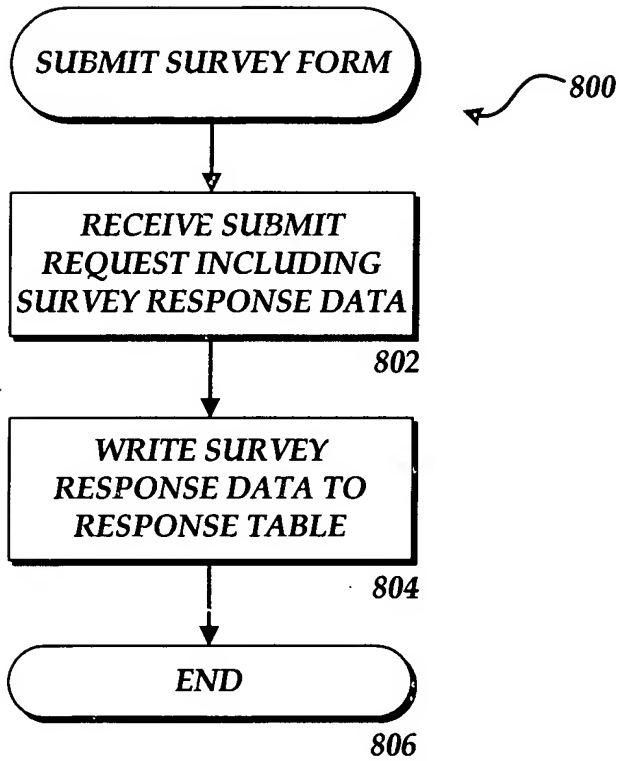 SUBMIT SURVEY FORM
800
RECEIVE SUBMIT
REQUEST INCLUDING
SURVEY RESPONSE DATA
802
WRITE SURVEY
RESPONSE DATA TO
RESPONSE TABLE
804
END
806